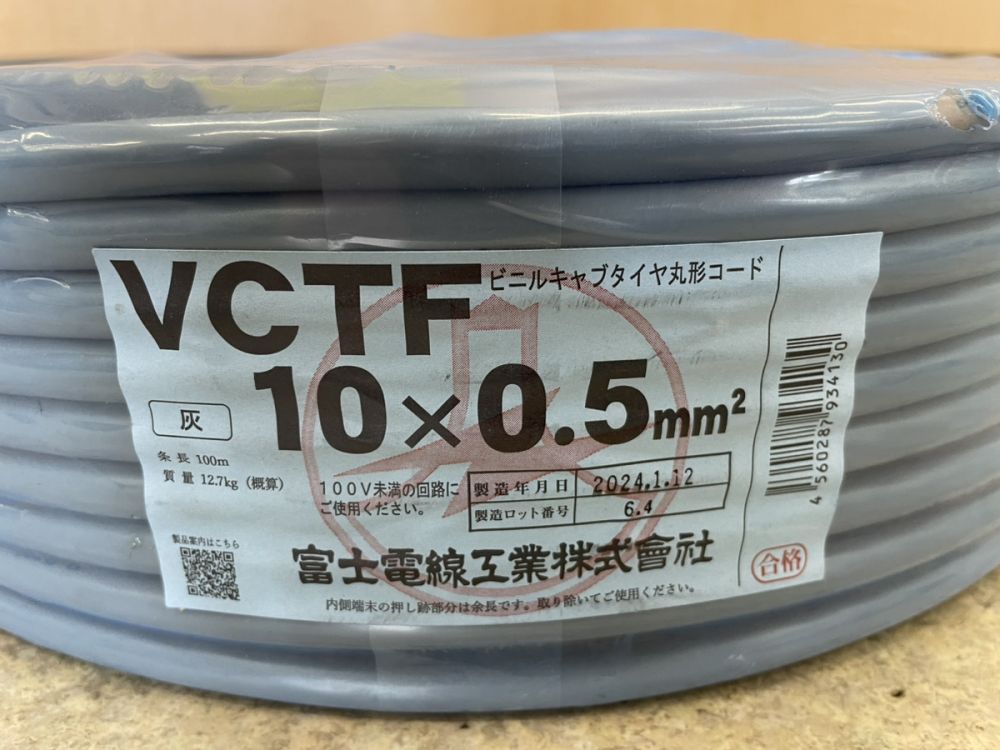 VCTF ビニルキャブタイヤ丸形コード
10×0.5mm²
灰
条長 100m
質量 12.7kg (概算)
100V未満の回路に
ご使用ください。
製造年月日 2024.1.12
製造ロット番号 6.4
製品案内はこちら
富士電線工業株式會社
合格
内側端末の押し跡部分は余長です。取り除いてご使用ください。
4560287934130